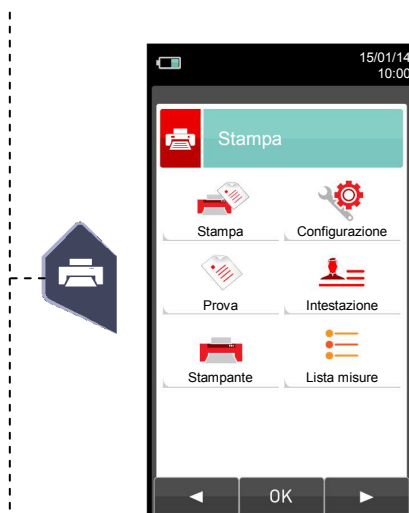 15/01/14
10:00
Stampa
Stampa
Configurazione
Prova
Intestazione
Stampante
Lista misure
OK